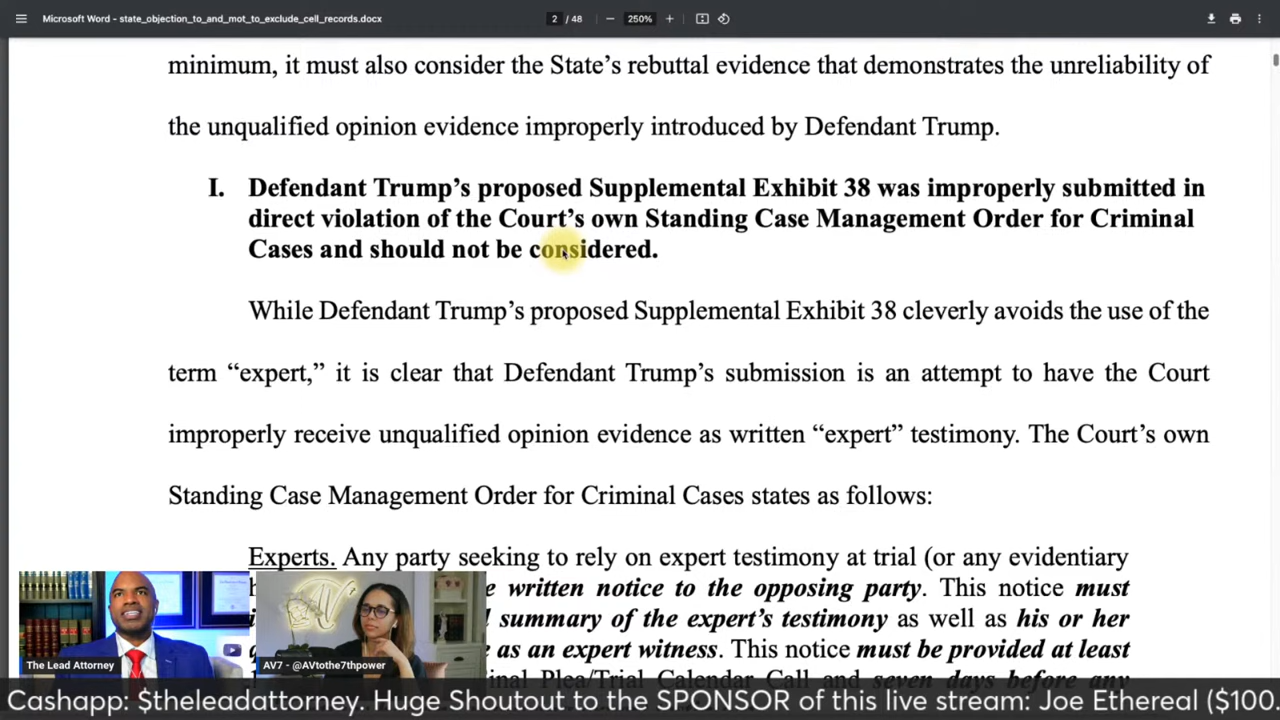 Microsoft Word - state_objection_to_and_mot_to_exclude_cell_records.docx
2 / 48
250%
minimum, it must also consider the State’s rebuttal evidence that demonstrates the unreliability of
the unqualified opinion evidence improperly introduced by Defendant Trump.
I. Defendant Trump’s proposed Supplemental Exhibit 38 was improperly submitted in
direct violation of the Court’s own Standing Case Management Order for Criminal
Cases and should not be considered.
While Defendant Trump’s proposed Supplemental Exhibit 38 cleverly avoids the use of the
term “expert,” it is clear that Defendant Trump’s submission is an attempt to have the Court
improperly receive unqualified opinion evidence as written “expert” testimony. The Court’s own
Standing Case Management Order for Criminal Cases states as follows:
Experts. Any party seeking to rely on expert testimony at trial (or any evidentiary
written notice to the opposing party. This notice must
summary of the expert’s testimony as well as his or her
as an expert witness. This notice must be provided at least
Plea/Trial Calendar Call and seven days before any
The Lead Attorney
AV7 - @AVtothe7thpower
Cashapp: $theleadattorney. Huge Shoutout to the SPONSOR of this live stream: Joe Ethereal ($100.